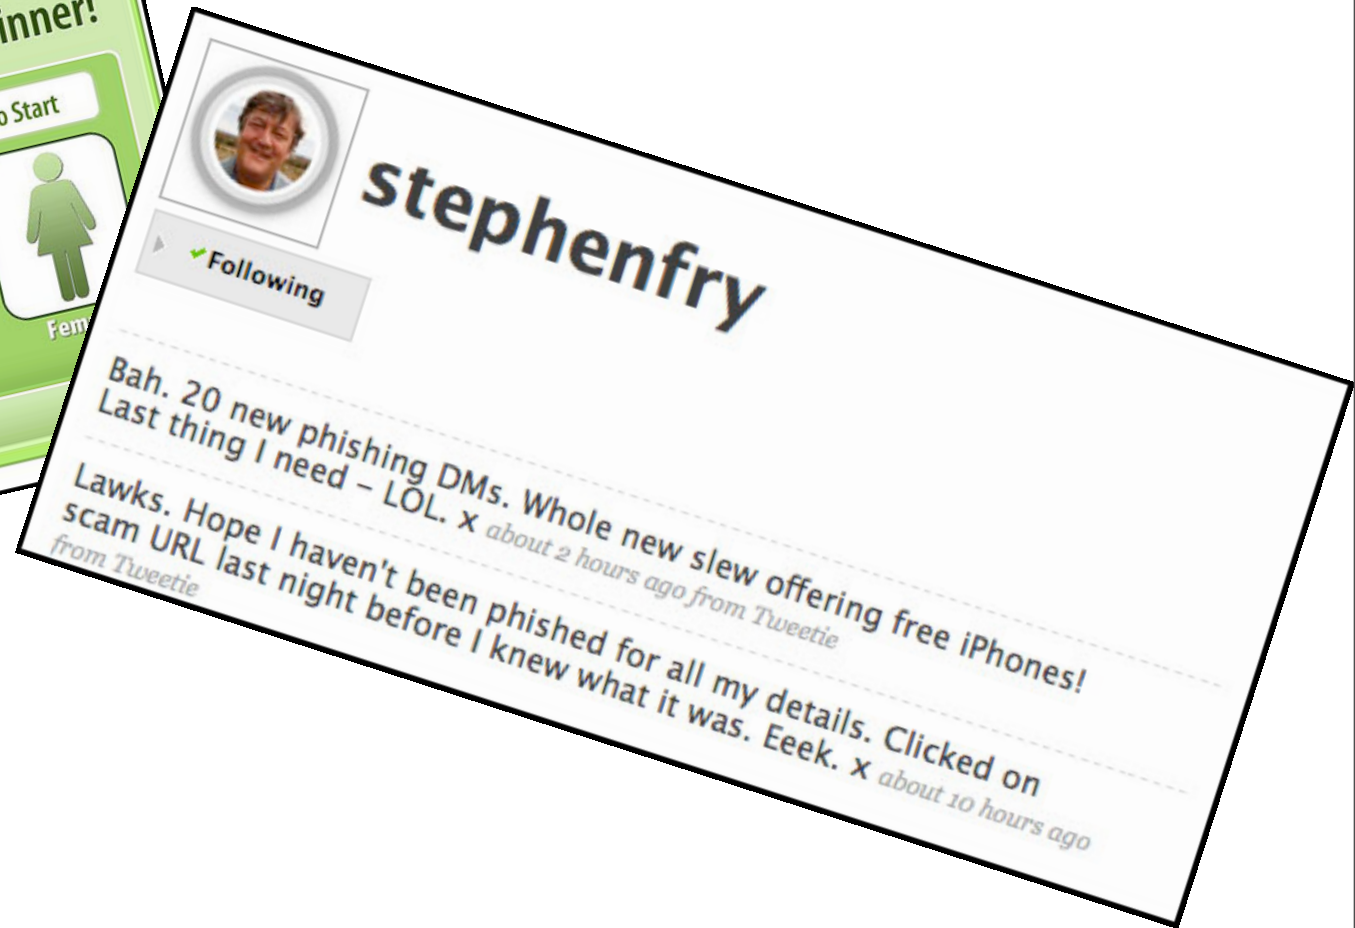 inner!
o Start
Fem
stephenfry
Following
Bah. 20 new phishing DMs. Whole new slew offering free iPhones!
Last thing I need – LOL. x about 2 hours ago from Tweetie
Lawks. Hope I haven't been phished for all my details. Clicked on
scam URL last night before I knew what it was. Eeek. x about 10 hours ago
from Tweetie